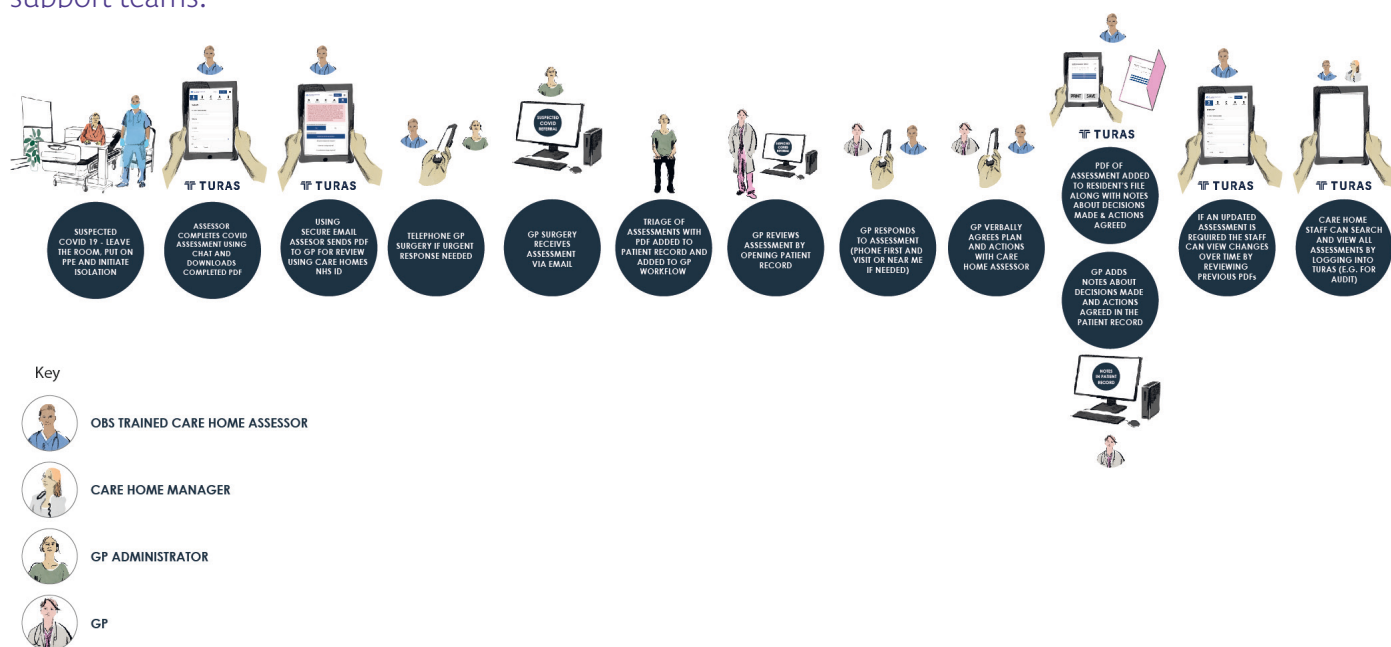 support teams.
SUSPECTED
COVID
REFERRAL
PRINT SAVE
TURAS
TURAS
TURAS
TURAS
TURAS
SUSPECTED
COVID 19 - LEAVE
THE ROOM, PUT ON
PPE AND INITIATE
ISOLATION
ASSESSOR
COMPLETES COVID
ASSESSMENT USING
CHAT AND
DOWNLOADS
COMPLETED PDF
USING
SECURE EMAIL
ASSESOR SENDS PDF
TO GP FOR REVIEW
USING CARE HOMES
NHS ID
TELEPHONE GP
SURGERY IF URGENT
RESPONSE NEEDED
GP SURGERY
RECEIVES
ASSESSMENT
VIA EMAIL
TRIAGE OF
ASSESSMENTS WITH
PDF ADDED TO
PATIENT RECORD AND
ADDED TO GP
WORKFLOW
GP REVIEWS
ASSESSMENT BY
OPENING PATIENT
RECORD
GP RESPONDS
TO ASSESSMENT
(PHONE FIRST AND
VISIT OR NEAR ME
IF NEEDED)
GP VERBALLY
AGREES PLAN
AND ACTIONS
WITH CARE
HOME ASSESSOR
PDF OF
ASSESSMENT ADDED
TO RESIDENT'S FILE
ALONG WITH NOTES
ABOUT DECISIONS
MADE & ACTIONS
AGREED
GP ADDS
NOTES ABOUT
DECISIONS MADE
AND ACTIONS
AGREED IN THE
PATIENT RECORD
NOTES
IN PATIENT
RECORD
IF AN UPDATED
ASSESSMENT IS
REQUIRED THE STAFF
CAN VIEW CHANGES
OVER TIME BY
REVIEWING
PREVIOUS PDFs
CARE HOME
STAFF CAN SEARCH
AND VIEW ALL
ASSESSMENTS BY
LOGGING INTO
TURAS (E.G. FOR
AUDIT)
Key
OBS TRAINED CARE HOME ASSESSOR
CARE HOME MANAGER
GP ADMINISTRATOR
GP